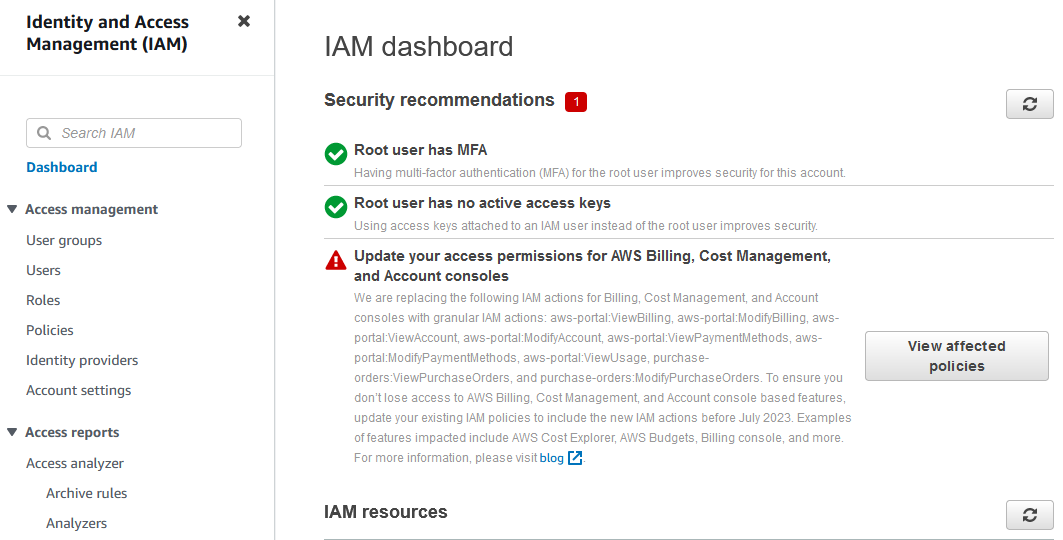 Identity and Access
Management (IAM)
Search IAM
Dashboard
Access management
User groups
Users
Roles
Policies
Identity providers
Account settings
Access reports
Access analyzer
Archive rules
Analyzers
IAM dashboard
Security recommendations 1
Root user has MFA
Having multi-factor authentication (MFA) for the root user improves security for this account.
Root user has no active access keys
Using access keys attached to an IAM user instead of the root user improves security.
Update your access permissions for AWS Billing, Cost Management,
and Account consoles
We are replacing the following IAM actions for Billing, Cost Management, and Account
consoles with granular IAM actions: aws-portal:ViewBilling, aws-portal:ModifyBilling, aws-
portal:ViewAccount, aws-portal:ModifyAccount, aws-portal:ViewPaymentMethods, aws-
portal:ModifyPaymentMethods, aws-portal:ViewUsage, purchase-
orders:ViewPurchaseOrders, and purchase-orders:ModifyPurchaseOrders. To ensure you
don't lose access to AWS Billing, Cost Management, and Account console based features,
update your existing IAM policies to include the new IAM actions before July 2023. Examples
of features impacted include AWS Cost Explorer, AWS Budgets, Billing console, and more.
For more information, please visit blog.
View affected
policies
IAM resources